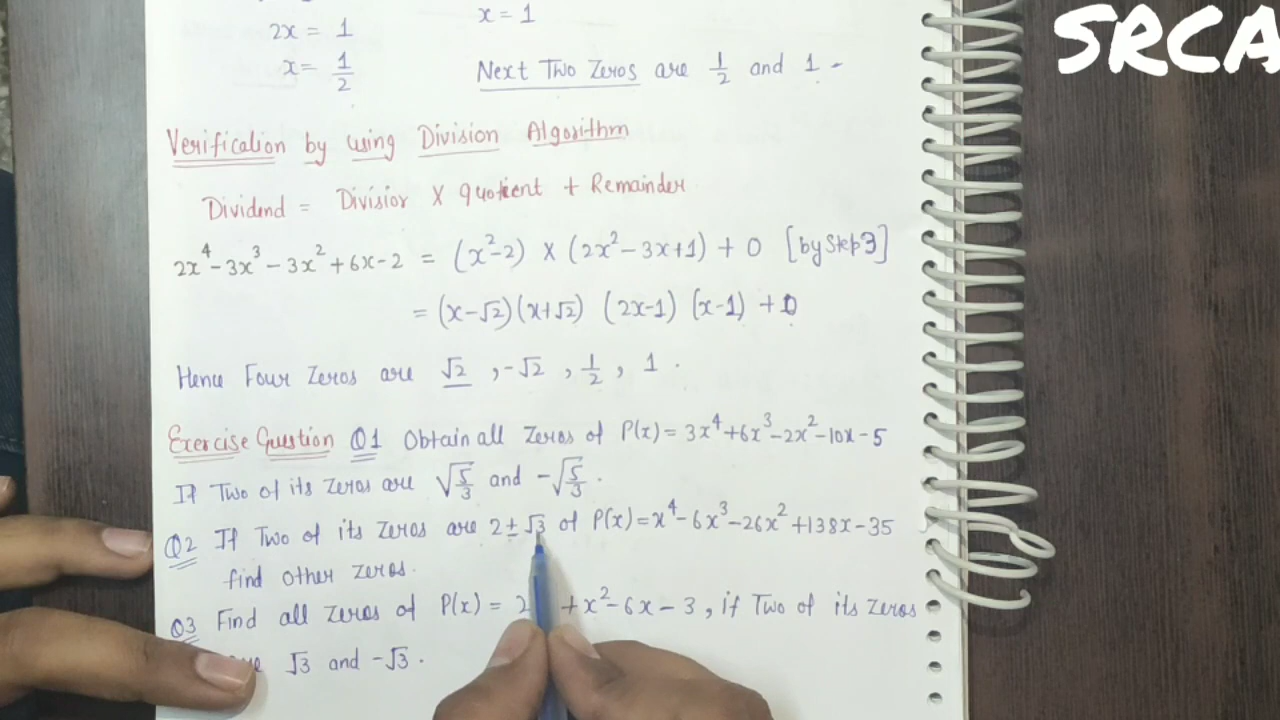 SRCA
2x = 1
x = 1
x = 1/2
Next Two Zeros are 1/2 and 1 -
Verification by using Division Algorithm
Dividend = Divisior X quotient + Remainder
2x⁴-3x³-3x²+6x-2 = (x²-2) × (2x²-3x+1) + 0 [by Step 3]
= (x-√2)(x+√2) (2x-1) (x-1) + 0
Hence Four Zeros are √2 , -√2 , 1/2 , 1 .
Exercise Question Q1 Obtain all Zeros of P(x) = 3x⁴+6x³-2x²-10x-5
If Two of its Zeros are √5/3 and -√5/3 .
Q2 If Two of its Zeros are 2±√3 of P(x)=x⁴-6x³-26x²+138x-35
find other Zeros.
Q3 Find all Zeros of P(x) = 2 +x²-6x-3, if Two of its Zeros
√3 and -√3 .